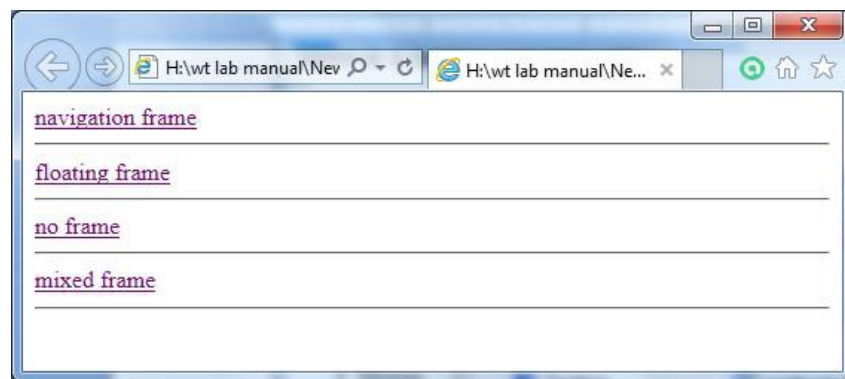 H:\wt lab manual\Nev
H:\wt lab manual\Ne...
navigation frame
floating frame
no frame
mixed frame